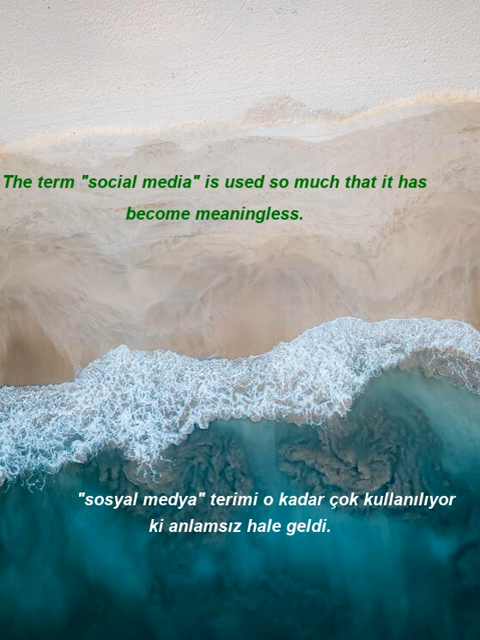 The term "social media" is used so much that it has
become meaningless.
"sosyal medya" terimi o kadar çok kullanılıyor
ki anlamsız hale geldi.